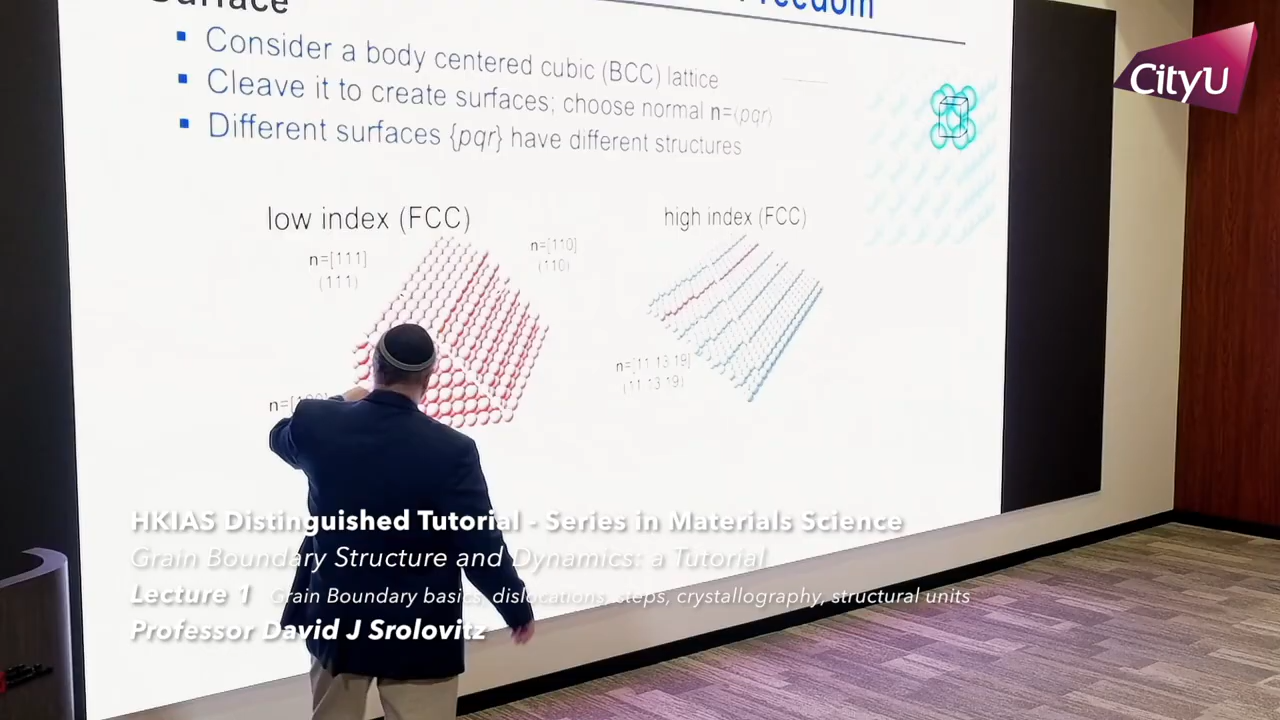 Surface
Freedom
CityU
▪ Consider a body centered cubic (BCC) lattice
▪ Cleave it to create surfaces; choose normal n=(pqr)
▪ Different surfaces {pqr} have different structures
low index (FCC)
high index (FCC)
n=[111]
(111)
n=[110]
(110)
n=[11 13 19]
(11 13 19)
n=[
HKIAS Distinguished Tutorial - Series in Materials Science
Grain Boundary Structure and Dynamics: a Tutorial
Lecture 1 Grain Boundary basics, dislocations, steps, crystallography, structural units
Professor David J Srolovitz